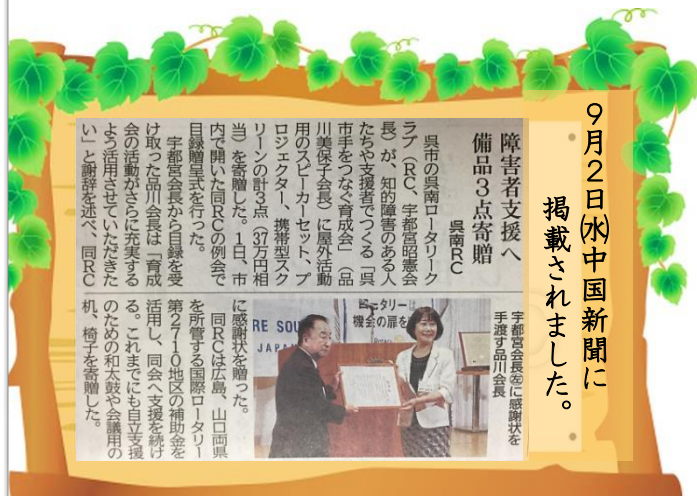 9月2日㈬中国新聞に
掲載されました。
障害者支援へ
備品３点寄贈
呉南ＲＣ
呉市の呉南ロータリーク
ラブ（ＲＣ、宇都宮昭憲会
長）が、知的障害のある人
たちや支援者でつくる「呉
市手をつなぐ育成会」（品
川美保子会長）に屋外活動
用のスピーカーセット、プ
ロジェクター、携帯型スク
リーンの計３点（37万円相
当）を寄贈した。１日、市
内で開いた同ＲＣの例会で
目録贈呈式を行った。
宇都宮会長から目録を受
け取った品川会長は「育成
会の活動がさらに充実する
よう活用させていただきた
い」と謝辞を述べ、同ＲＣ
に感謝状を贈った。
同ＲＣは広島、山口両県
を所管する国際ロータリー
第２７１０地区の補助金を
活用し、同会へ支援を続け
る。これまでにも自立支援
のための和太鼓や会議用の
机、椅子を寄贈した。
宇都宮会長㊧に感謝状を
手渡す品川会長
ロータリーは
機会の扉を
RE SOU
JAPAN